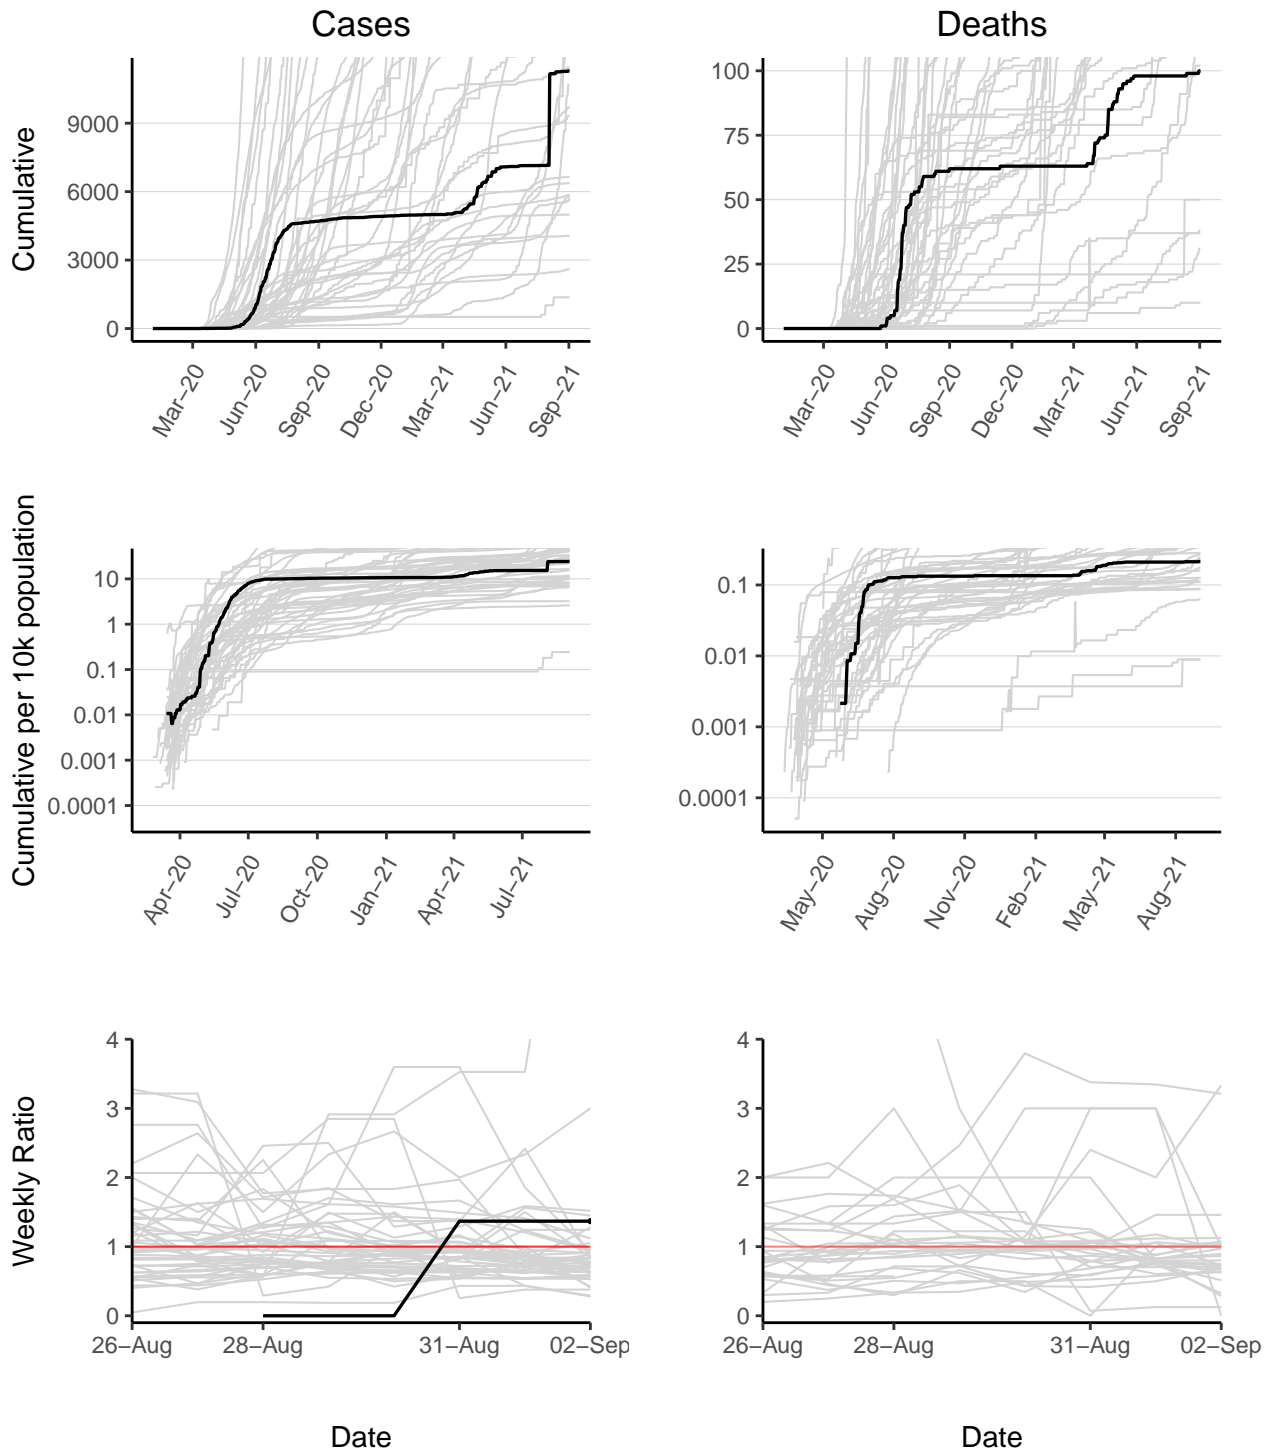 Cases
Deaths
Cumulative
9000
6000
3000
0
Mar−20
Jun−20
Sep−20
Dec−20
Mar−21
Jun−21
Sep−21
100
75
50
25
0
Mar−20
Jun−20
Sep−20
Dec−20
Mar−21
Jun−21
Sep−21
Cumulative per 10k population
10
1
0.1
0.01
0.001
0.0001
Apr−20
Jul−20
Oct−20
Jan−21
Apr−21
Jul−21
0.1
0.01
0.001
0.0001
May−20
Aug−20
Nov−20
Feb−21
May−21
Aug−21
Weekly Ratio
4
3
2
1
0
26−Aug
28−Aug
31−Aug
02−Sep
4
3
2
1
0
26−Aug
28−Aug
31−Aug
02−Sep
Date
Date